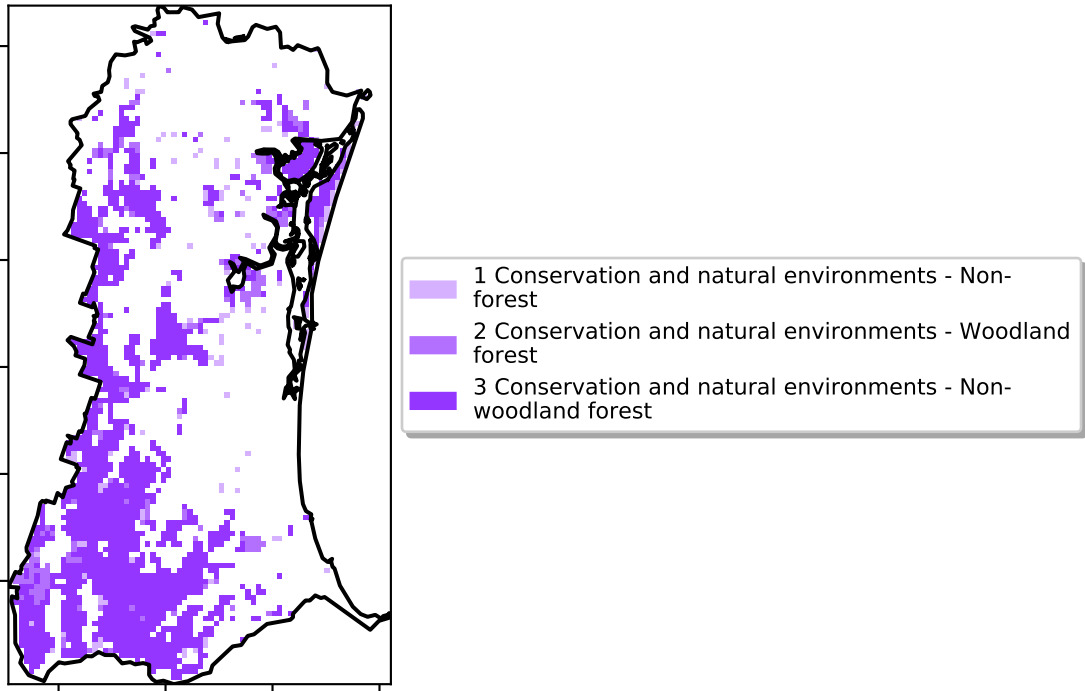 1 Conservation and natural environments - Non-
forest
2 Conservation and natural environments - Woodland
forest
3 Conservation and natural environments - Non-
woodland forest